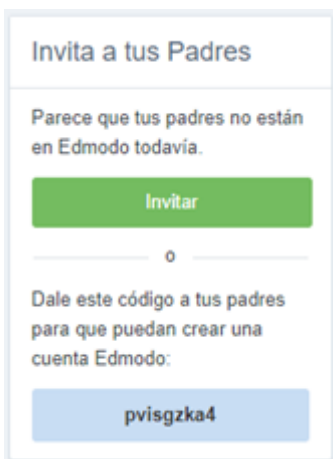 Invita a tus Padres
Parece que tus padres no están
en Edmodo todavía.
Invitar
o
Dale este código a tus padres
para que puedan crear una
cuenta Edmodo:
pvisgzka4